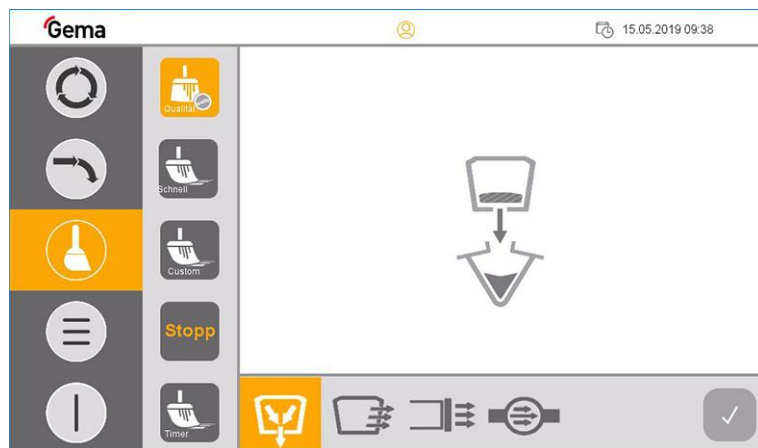 Gema
15.05.2019 09:38
Qualität
Schnell
Custom
Stopp
Timer